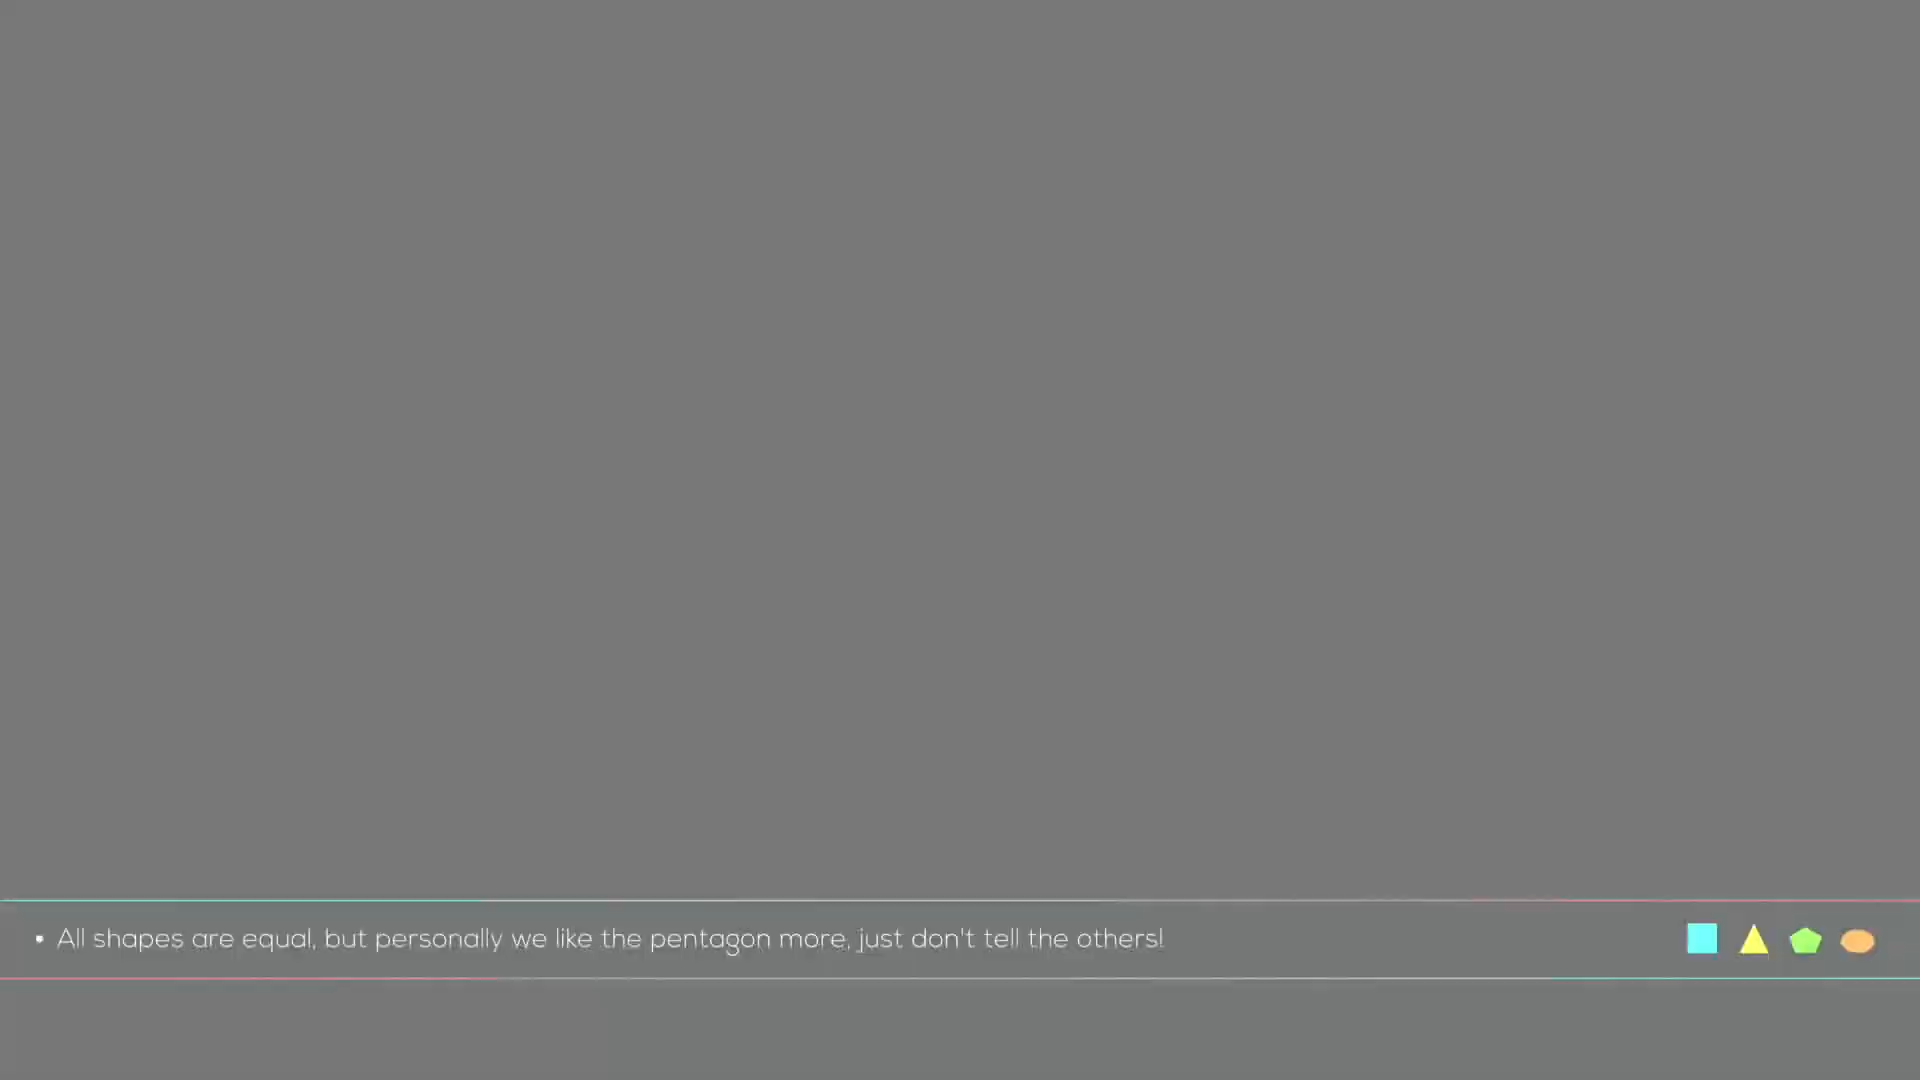 • All shapes are equal, but personally we like the pentagon more, just don't tell the others!